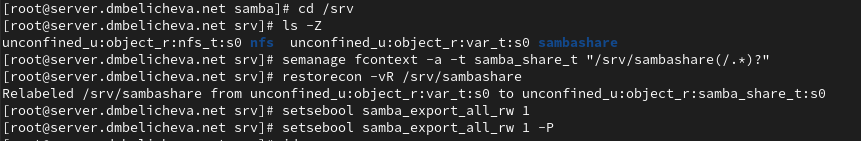 [root@server.dmbelicheva.net samba]# cd /srv
[root@server.dmbelicheva.net srv]# ls -Z
unconfined_u:object_r:nfs_t:s0 nfs  unconfined_u:object_r:var_t:s0 sambashare
[root@server.dmbelicheva.net srv]# semanage fcontext -a -t samba_share_t "/srv/sambashare(/.*)?"
[root@server.dmbelicheva.net srv]# restorecon -vR /srv/sambashare
Relabeled /srv/sambashare from unconfined_u:object_r:var_t:s0 to unconfined_u:object_r:samba_share_t:s0
[root@server.dmbelicheva.net srv]# setsebool samba_export_all_rw 1
[root@server.dmbelicheva.net srv]# setsebool samba_export_all_rw 1 -P